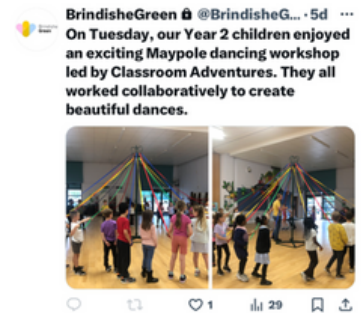 BrindisheGreen 🔒 @BrindisheG... · 5d ...
On Tuesday, our Year 2 children enjoyed
an exciting Maypole dancing workshop
led by Classroom Adventures. They all
worked collaboratively to create
beautiful dances.
1 29